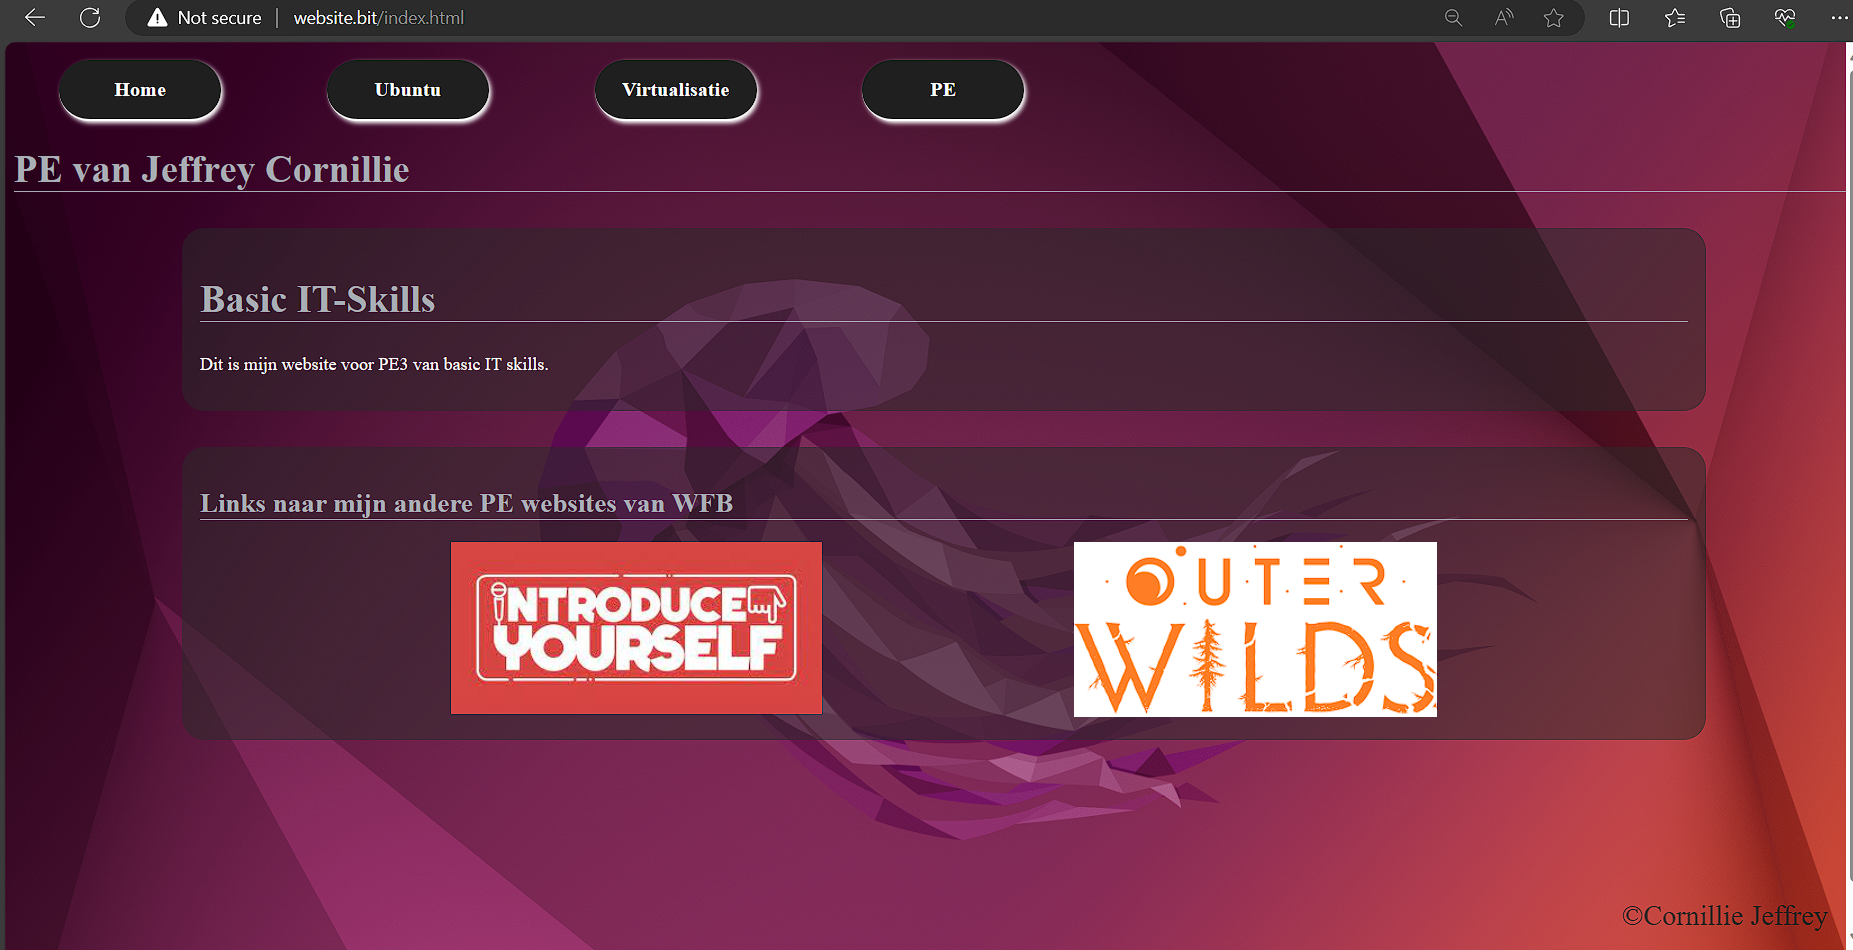 Not secure | website.bit/index.html
Home Ubuntu Virtualisatie PE
PE van Jeffrey Cornillie
Basic IT-Skills
Dit is mijn website voor PE3 van basic IT skills.
Links naar mijn andere PE websites van WFB
INTRODUCE
YOURSELF
OUTER
WILDS
©Cornillie Jeffrey